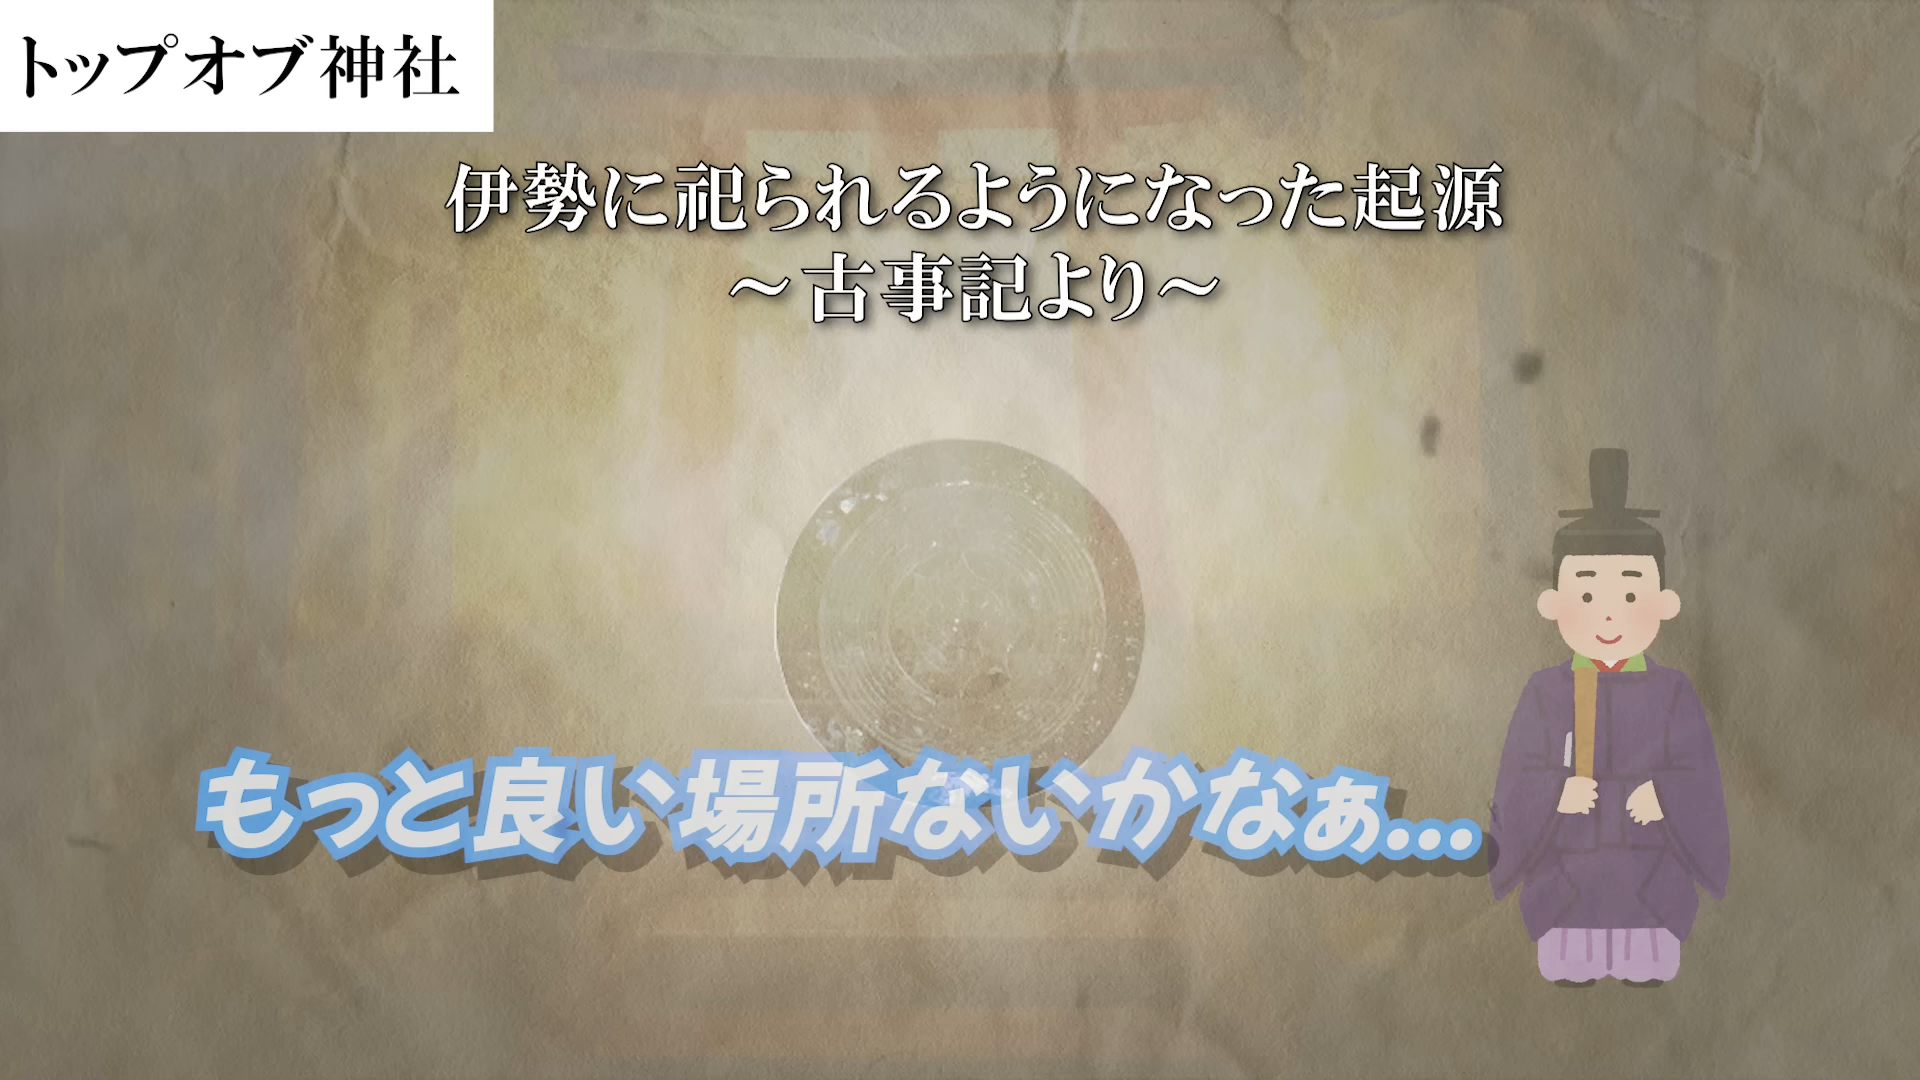 トップオブ神社
伊勢に祀られるようになった起源
～古事記より～
もっと良い場所ないかなぁ...